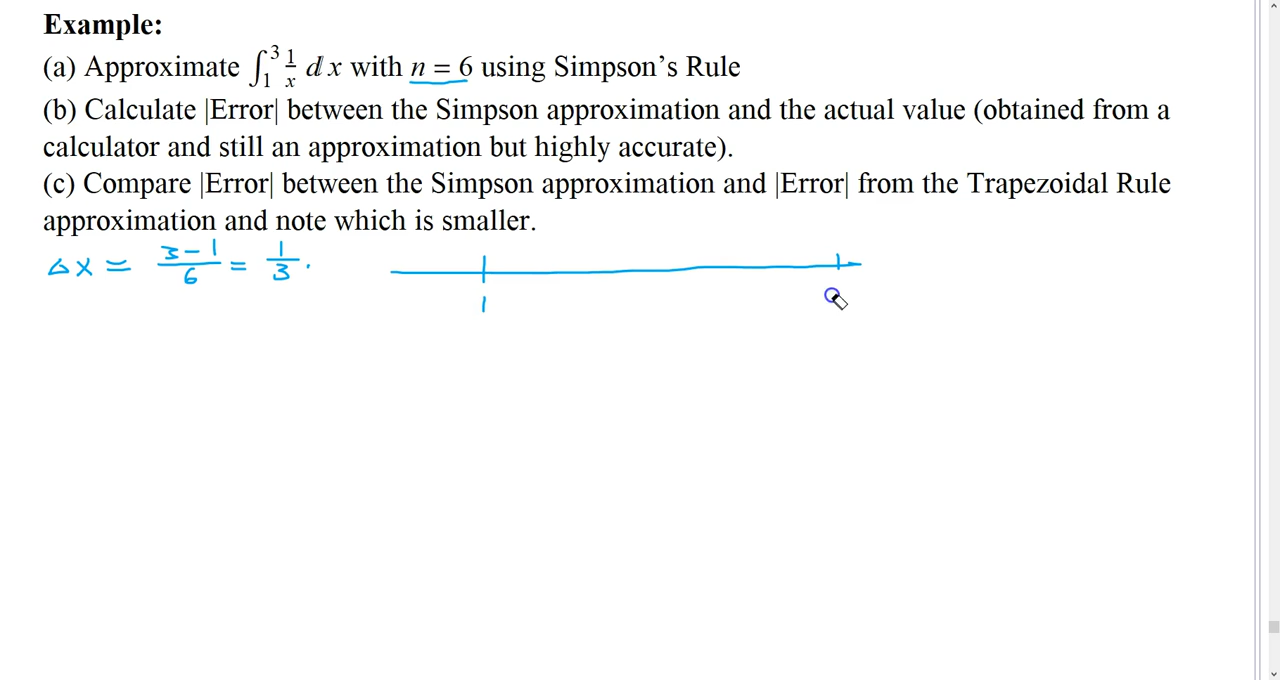 Example:
(a) Approximate ∫₁³ 1/x dx with n = 6 using Simpson’s Rule
(b) Calculate |Error| between the Simpson approximation and the actual value (obtained from a
calculator and still an approximation but highly accurate).
(c) Compare |Error| between the Simpson approximation and |Error| from the Trapezoidal Rule
approximation and note which is smaller.
Δx = (3-1)/6 = 1/3.
1